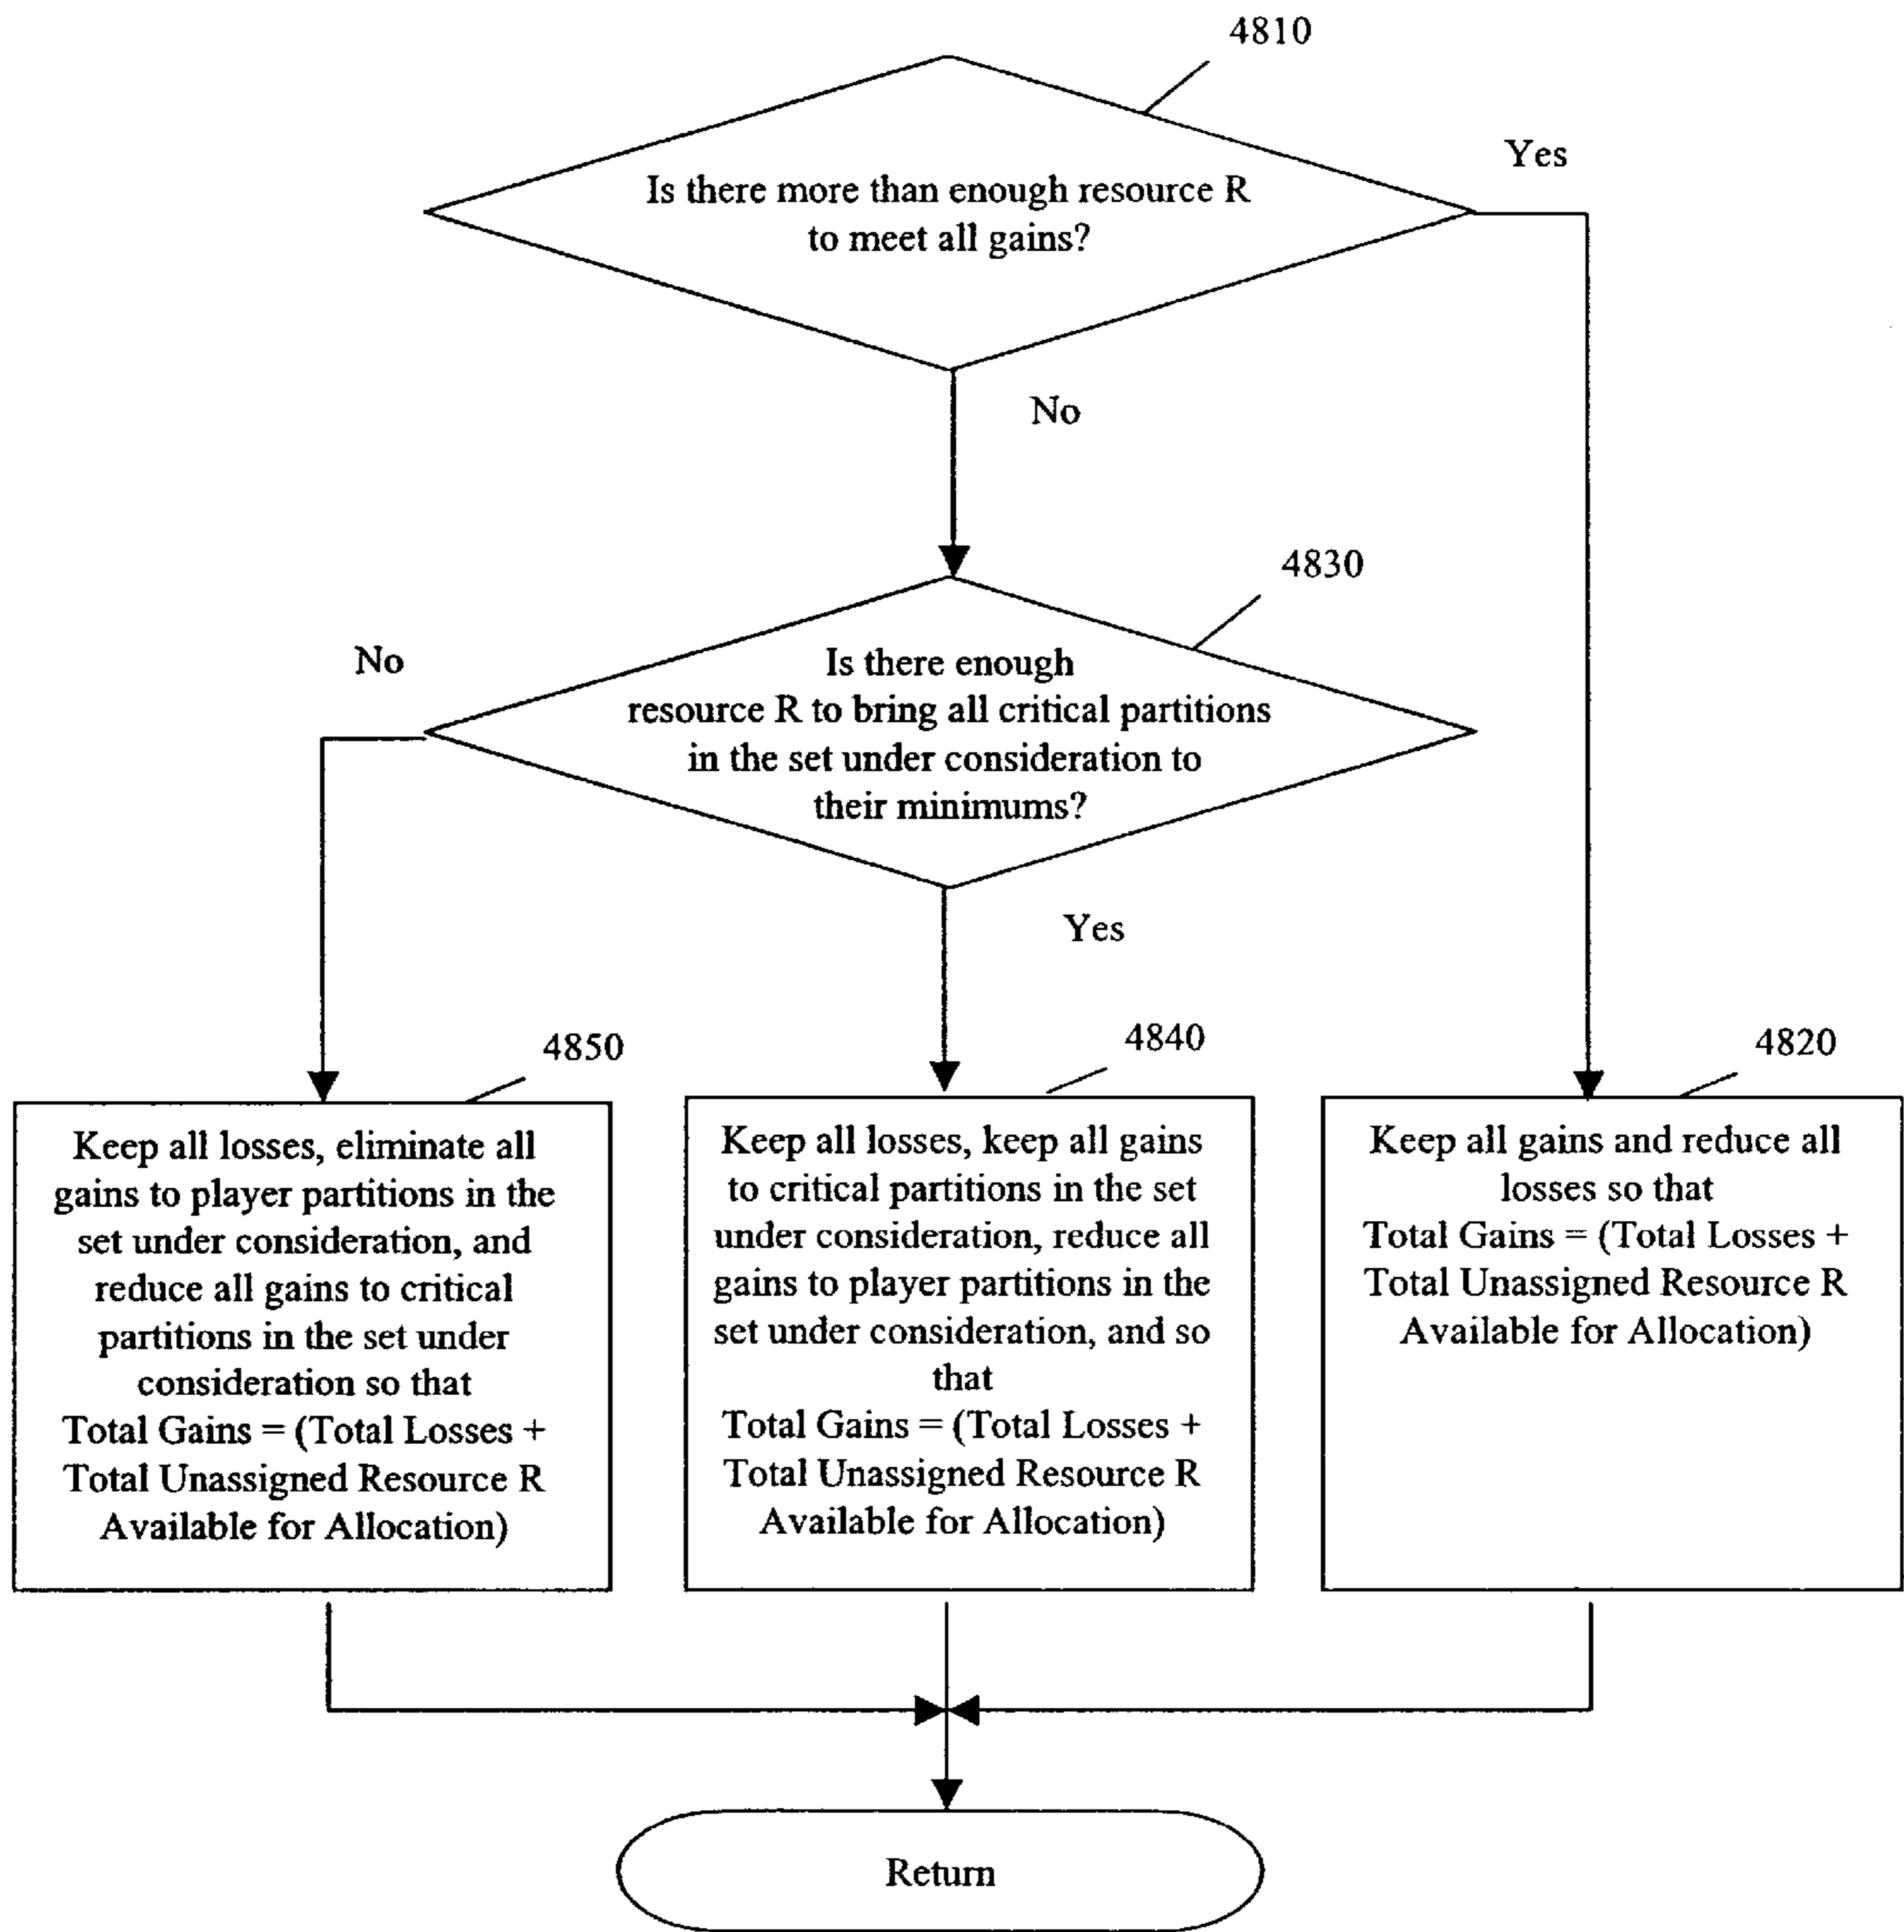 4810
Yes
Is there more than enough resource R
to meet all gains?
No
4830
No
Is there enough
resource R to bring all critical partitions
in the set under consideration to
their minimums?
Yes
4850
Keep all losses, eliminate all
gains to player partitions in the
set under consideration, and
reduce all gains to critical
partitions in the set under
consideration so that
Total Gains = (Total Losses +
Total Unassigned Resource R
Available for Allocation)
4840
Keep all losses, keep all gains
to critical partitions in the set
under consideration, reduce all
gains to player partitions in the
set under consideration, and so
that
Total Gains = (Total Losses +
Total Unassigned Resource R
Available for Allocation)
4820
Keep all gains and reduce all
losses so that
Total Gains = (Total Losses +
Total Unassigned Resource R
Available for Allocation)
Return